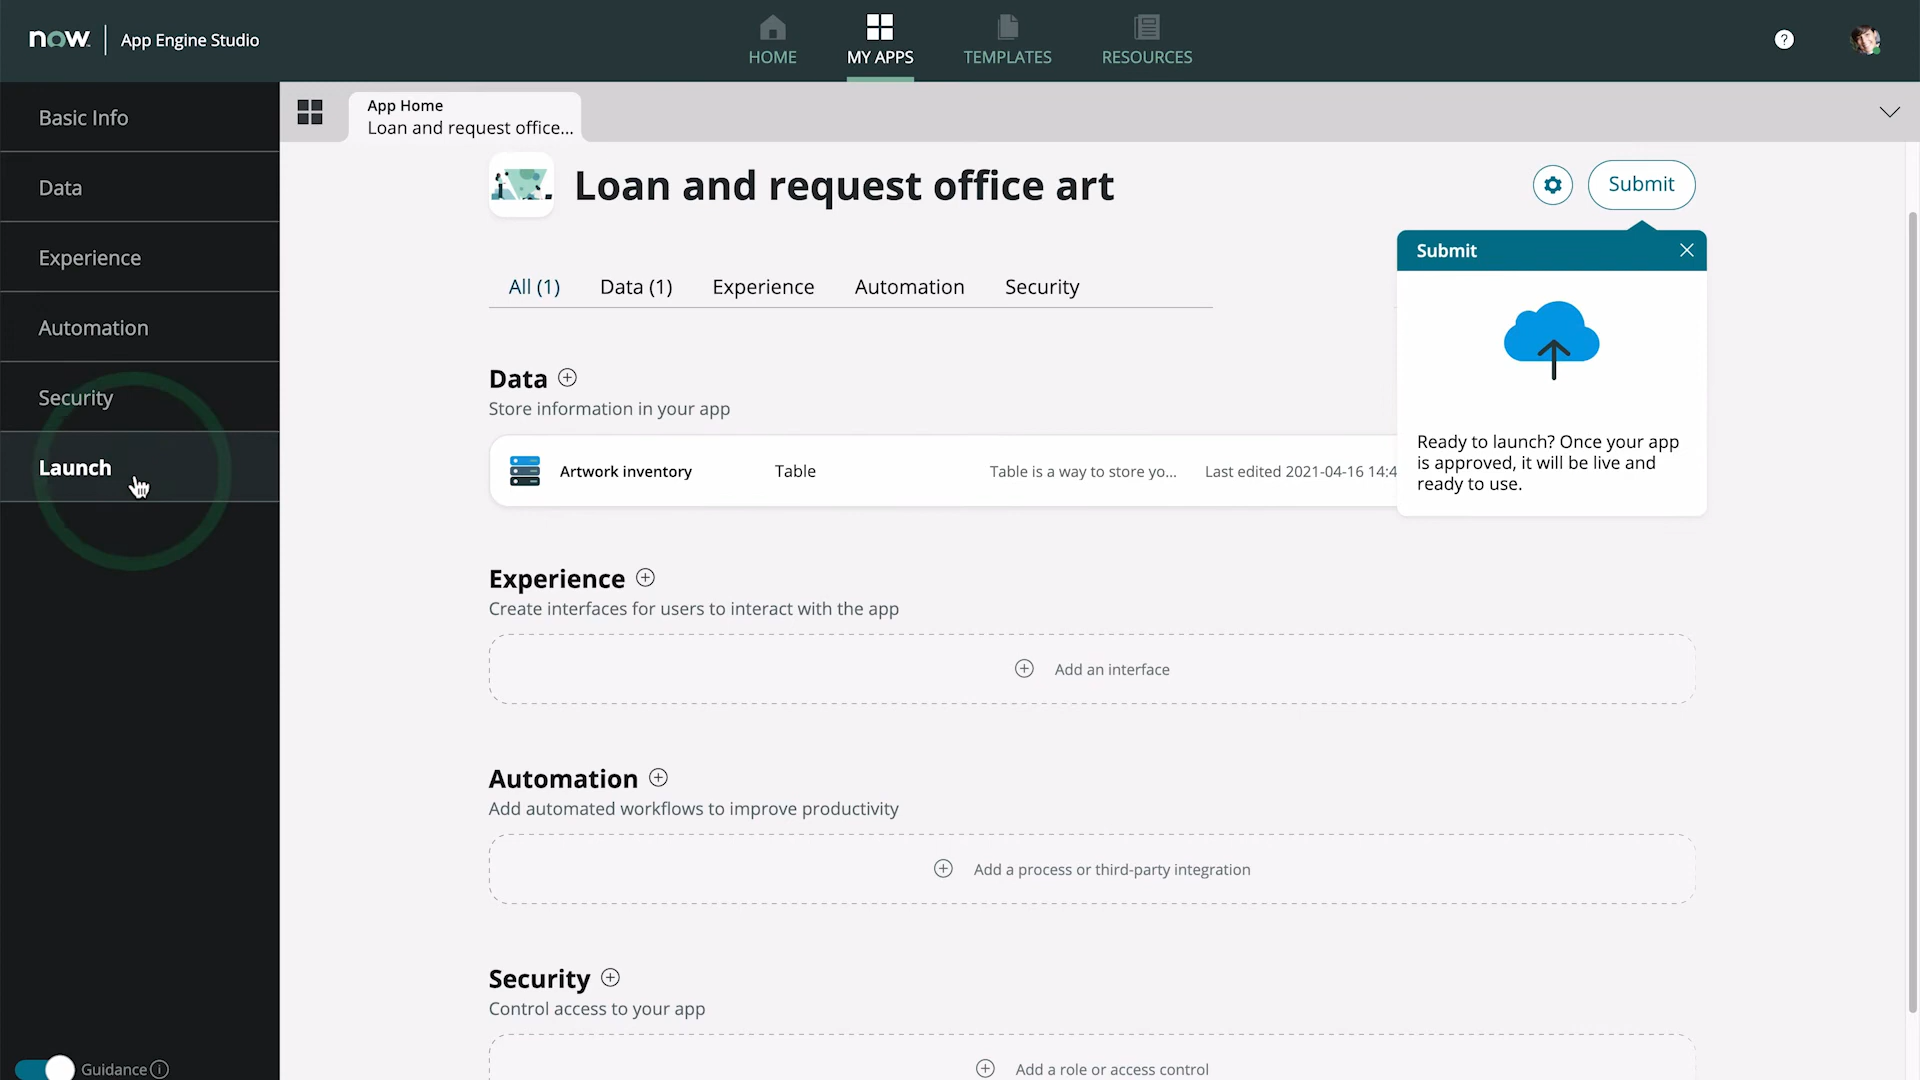 now.
App Engine Studio
HOME
MY APPS
TEMPLATES
RESOURCES
?
Basic Info
Data
Experience
Automation
Security
Launch
Guidance
App Home
Loan and request office...
Loan and request office art
Submit
All (1)
Data (1)
Experience
Automation
Security
Submit
Ready to launch? Once your app
is approved, it will be live and
ready to use.
Data
Store information in your app
Artwork inventory
Table
Table is a way to store yo...
Last edited 2021-04-16 14:4
Experience
Create interfaces for users to interact with the app
Add an interface
Automation
Add automated workflows to improve productivity
Add a process or third-party integration
Security
Control access to your app
Add a role or access control